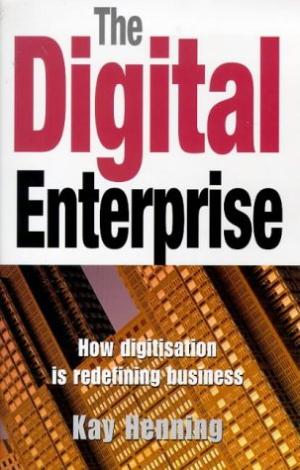 The
Digital
Enterprise
How digitisation
is redefining business
Kay Henning